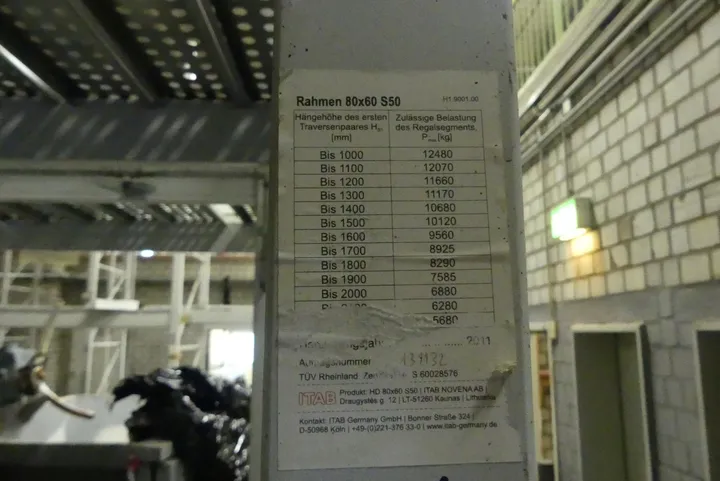 Rahmen 80x60 S50 H1.9001.00
Hängehöhe des ersten Zulässige Belastung
Traversenpaares H, des Regalsegments,
[mm] P [kg]
Bis 1000 12480
Bis 1100 12070
Bis 1200 11660
Bis 1300 11170
Bis 1400 10680
Bis 1500 10120
Bis 1600 9560
Bis 1700 8925
Bis 1800 8290
Bis 1900 7585
Bis 2000 6880
6280
5680
2011
Auftragsnummer 131132
TÜV Rheinland S 60028576
ITAB Produkt: HD 80x60 S50 | ITAB NOVENA AB |
Draugystės g. 12 | LT-51260 Kaunas | Lithuania
Kontakt: ITAB Germany GmbH | Bonner Straße 324 |
D-50968 Köln | +49-(0)221-376 33-0 | www.itab-germany.de